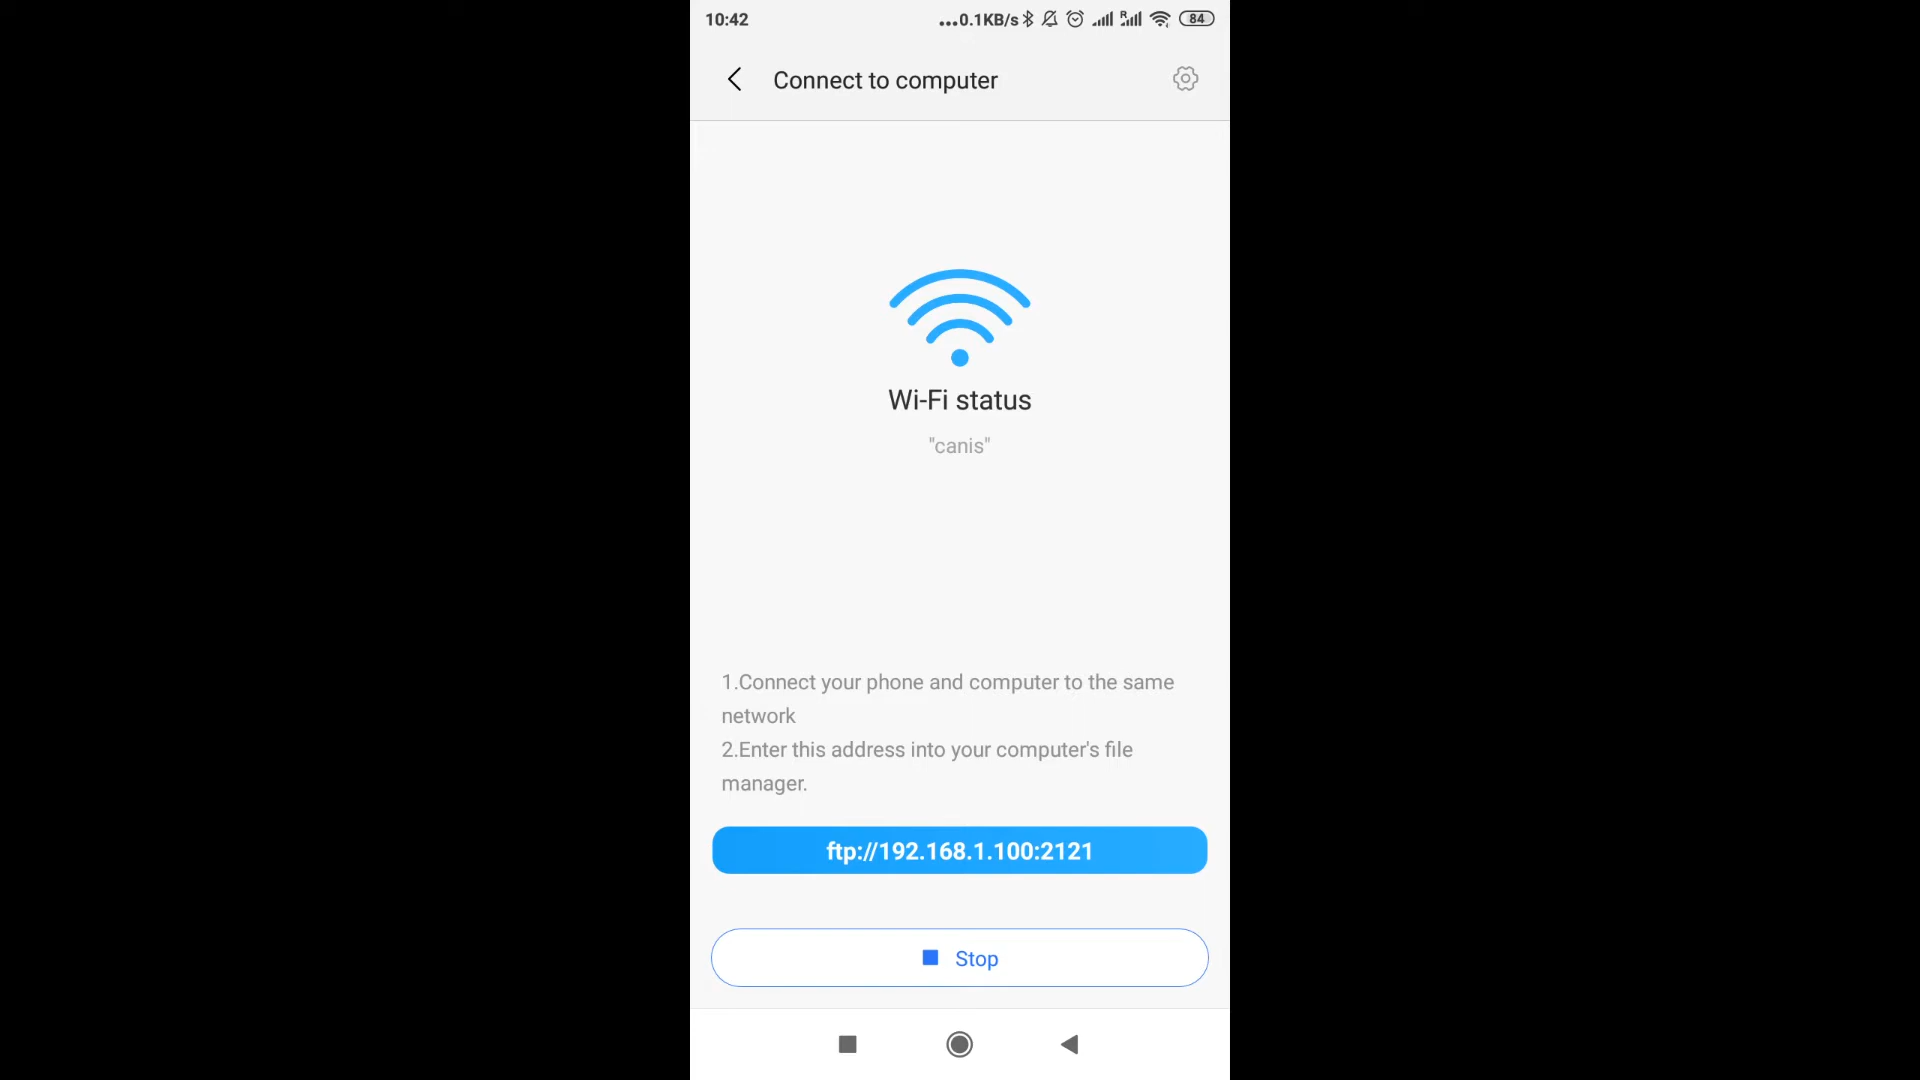 10:42 ...0.1KB/s R 84
Connect to computer
Wi-Fi status
"canis"
1.Connect your phone and computer to the same
network
2.Enter this address into your computer's file
manager.
ftp://192.168.1.100:2121
Stop